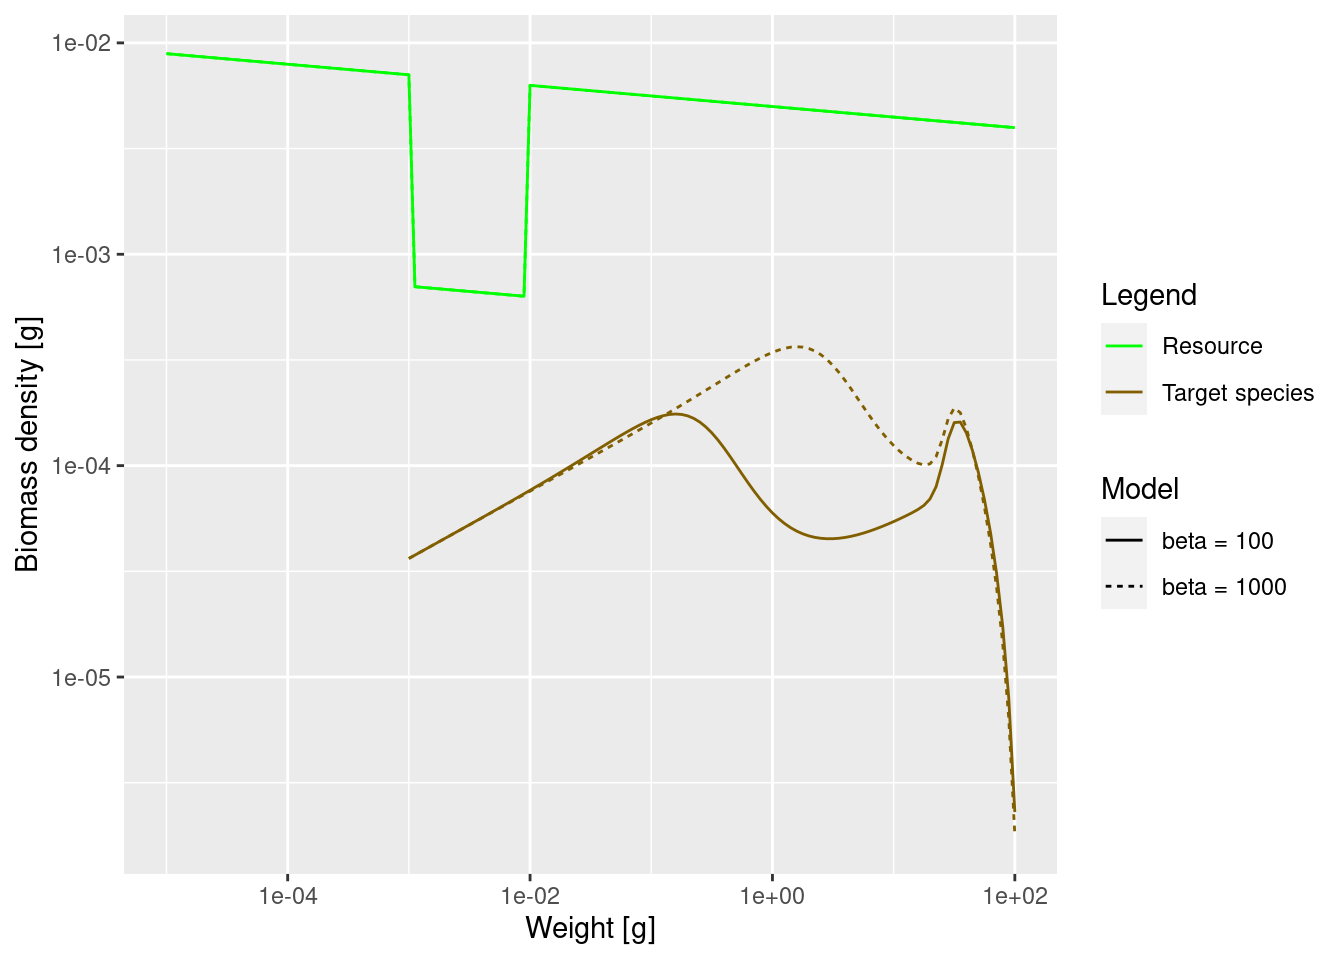 1e-02
1e-03
1e-04
1e-05
Biomass density [g]
1e-04
1e-02
1e+00
1e+02
Weight [g]
Legend
Resource
Target species
Model
beta = 100
beta = 1000